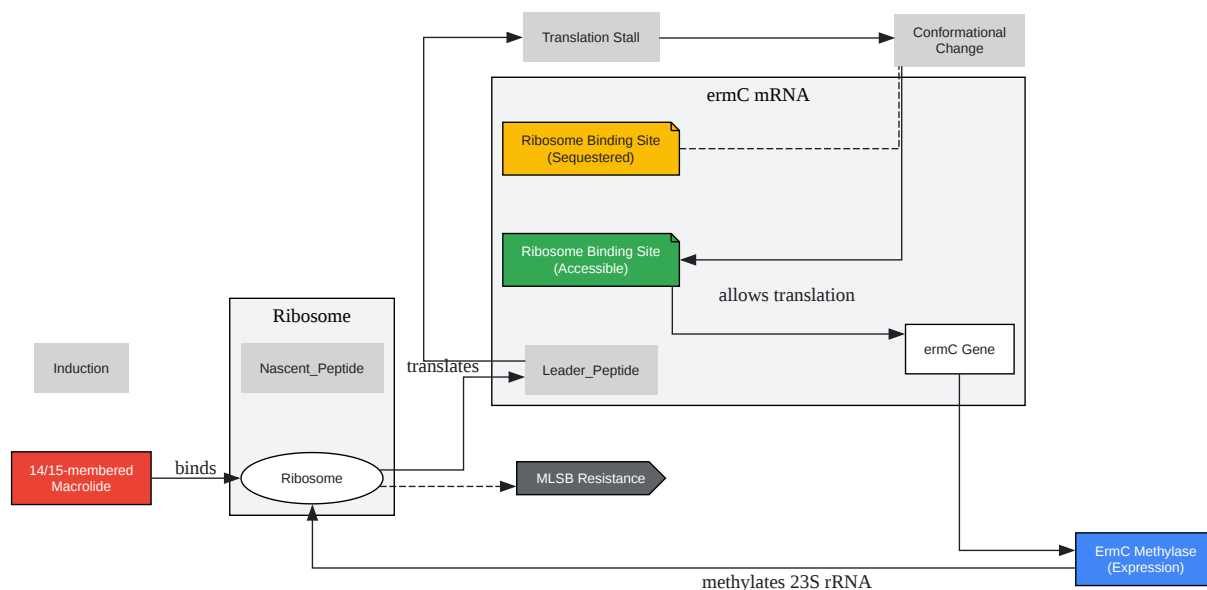 Translation Stall
Conformational
Change
ermC mRNA
Ribosome Binding Site
(Sequestered)
Ribosome Binding Site
(Accessible)
allows translation
Ribosome
ermC Gene
Induction
Nascent_Peptide
translates
Leader_Peptide
14/15-membered
Macrolide
binds
Ribosome
MLSB Resistance
ErmC Methylase
(Expression)
methylates 23S rRNA